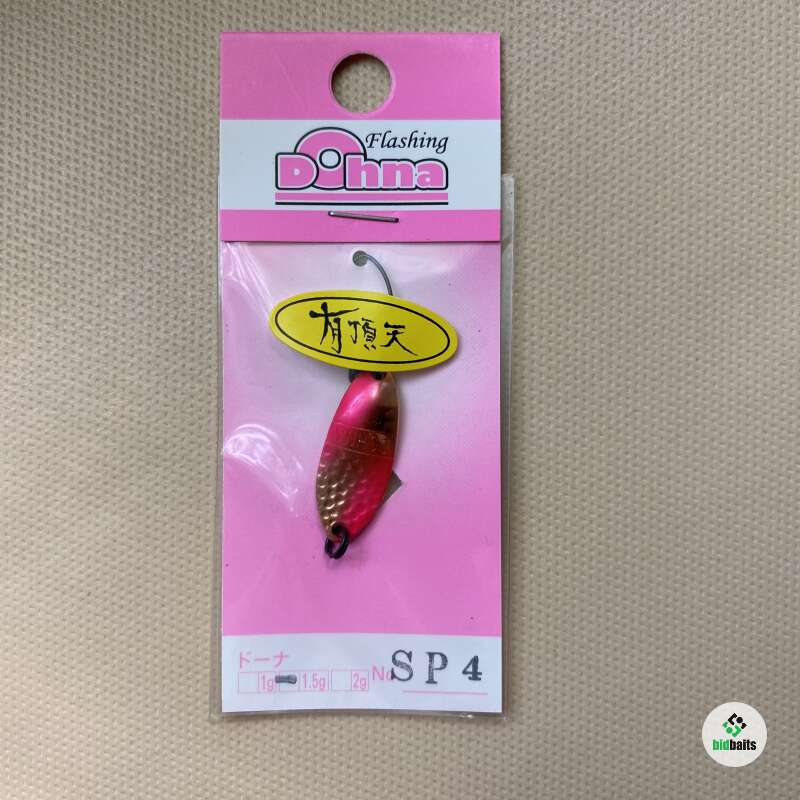 Flashing
Dohna
有頂天
ドーナ
1g 1.5g 2g No SP4
bidbaits